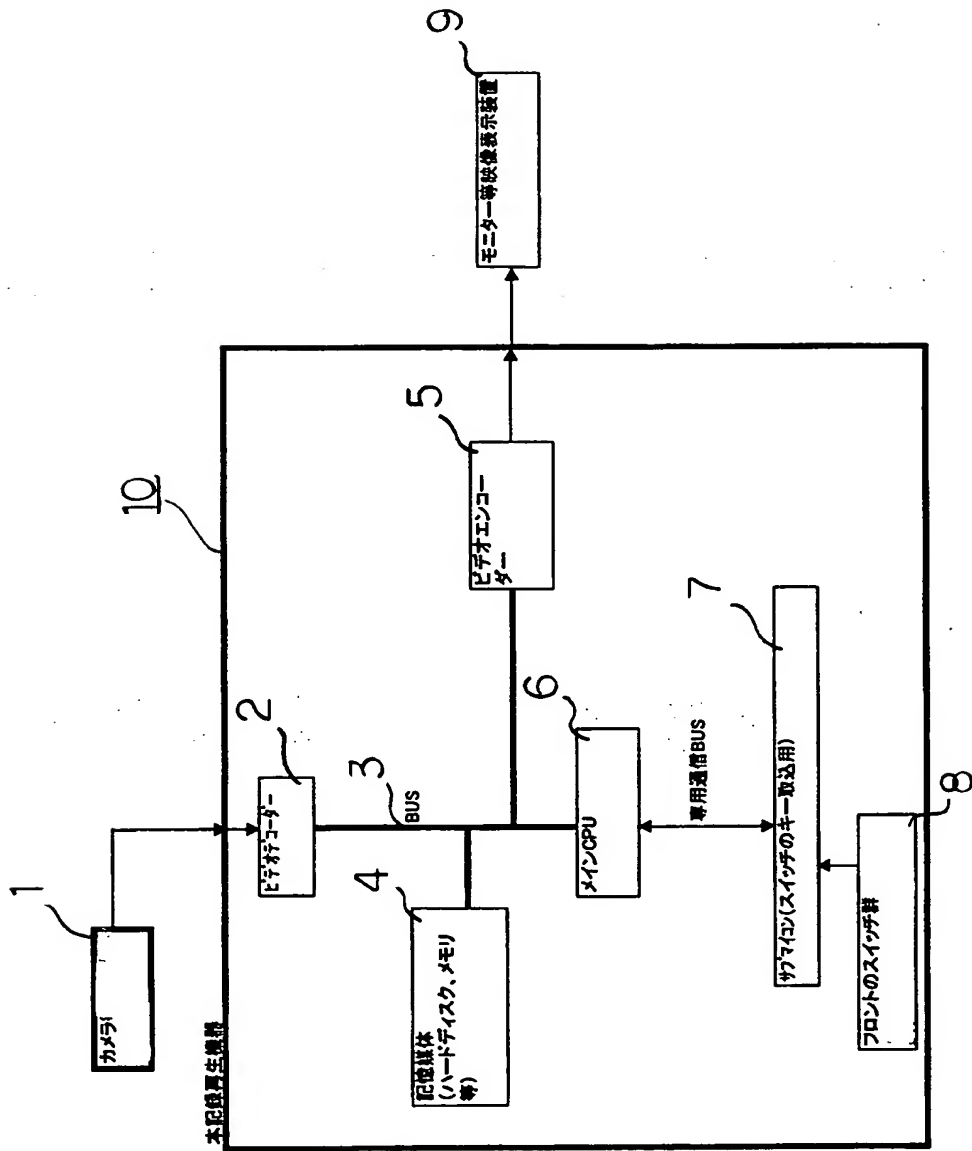 1
カメラ1
本記録再生機器
10
2
ビデオデコーダー
3
BUS
4
記憶媒体
(ハードディスク、メモリ
等)
5
ビデオエンコー
ダー
6
メインCPU
専用通信BUS
7
サブマイコン(スイッチのキー取込用)
フロントのスイッチ群
8
9
モニター等映像表示装置